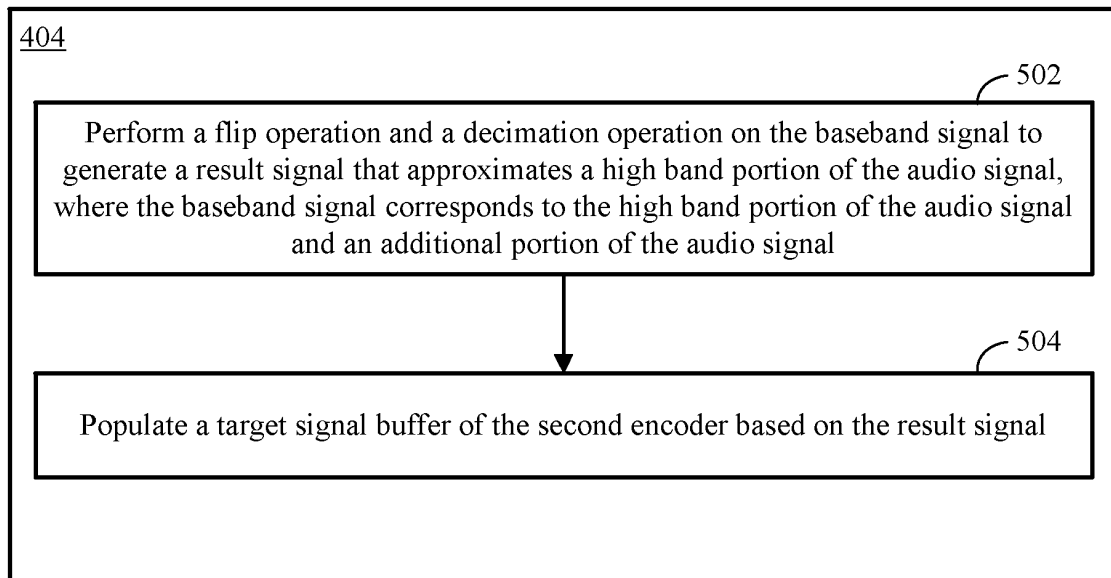 404
502
Perform a flip operation and a decimation operation on the baseband signal to
generate a result signal that approximates a high band portion of the audio signal,
where the baseband signal corresponds to the high band portion of the audio signal
and an additional portion of the audio signal
504
Populate a target signal buffer of the second encoder based on the result signal